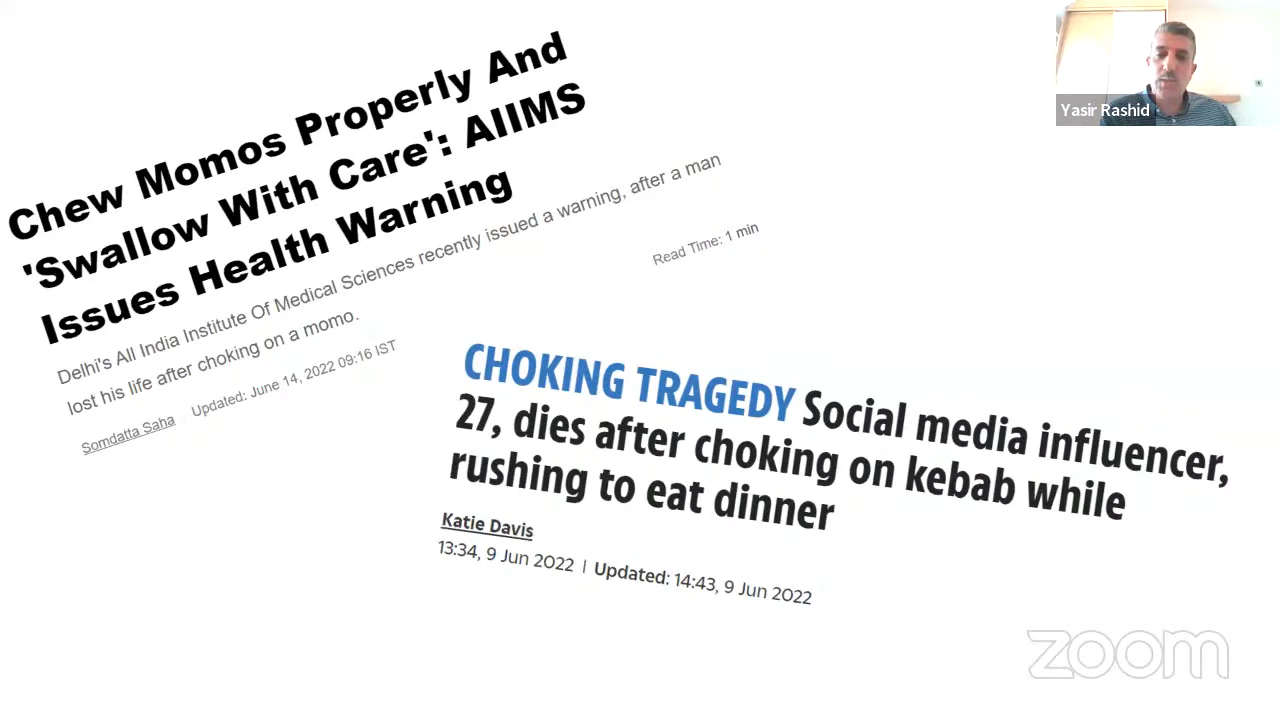 Chew Momos Properly And
'Swallow With Care': AIIMS
Issues Health Warning
Delhi's All India Institute Of Medical Sciences recently issued a warning, after a man
lost his life after choking on a momo.
Somdatta Saha Updated: June 14, 2022 09:16 IST
Read Time: 1 min
CHOKING TRAGEDY Social media influencer,
27, dies after choking on kebab while
rushing to eat dinner
Katie Davis
13:34, 9 Jun 2022 | Updated: 14:43, 9 Jun 2022
Yasir Rashid
zoom